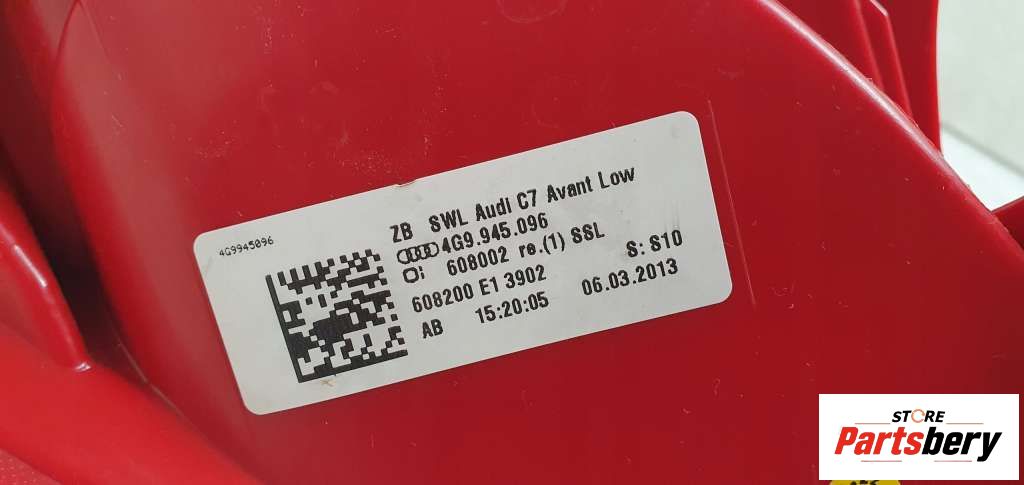 4G9945096
ZB SWL Audi C7 Avant Low
4G9.945.096
608002 re.(1) SSL
608200 E1 3902 S: S10
AB 15:20:05 06.03.2013
STORE
Partsbery